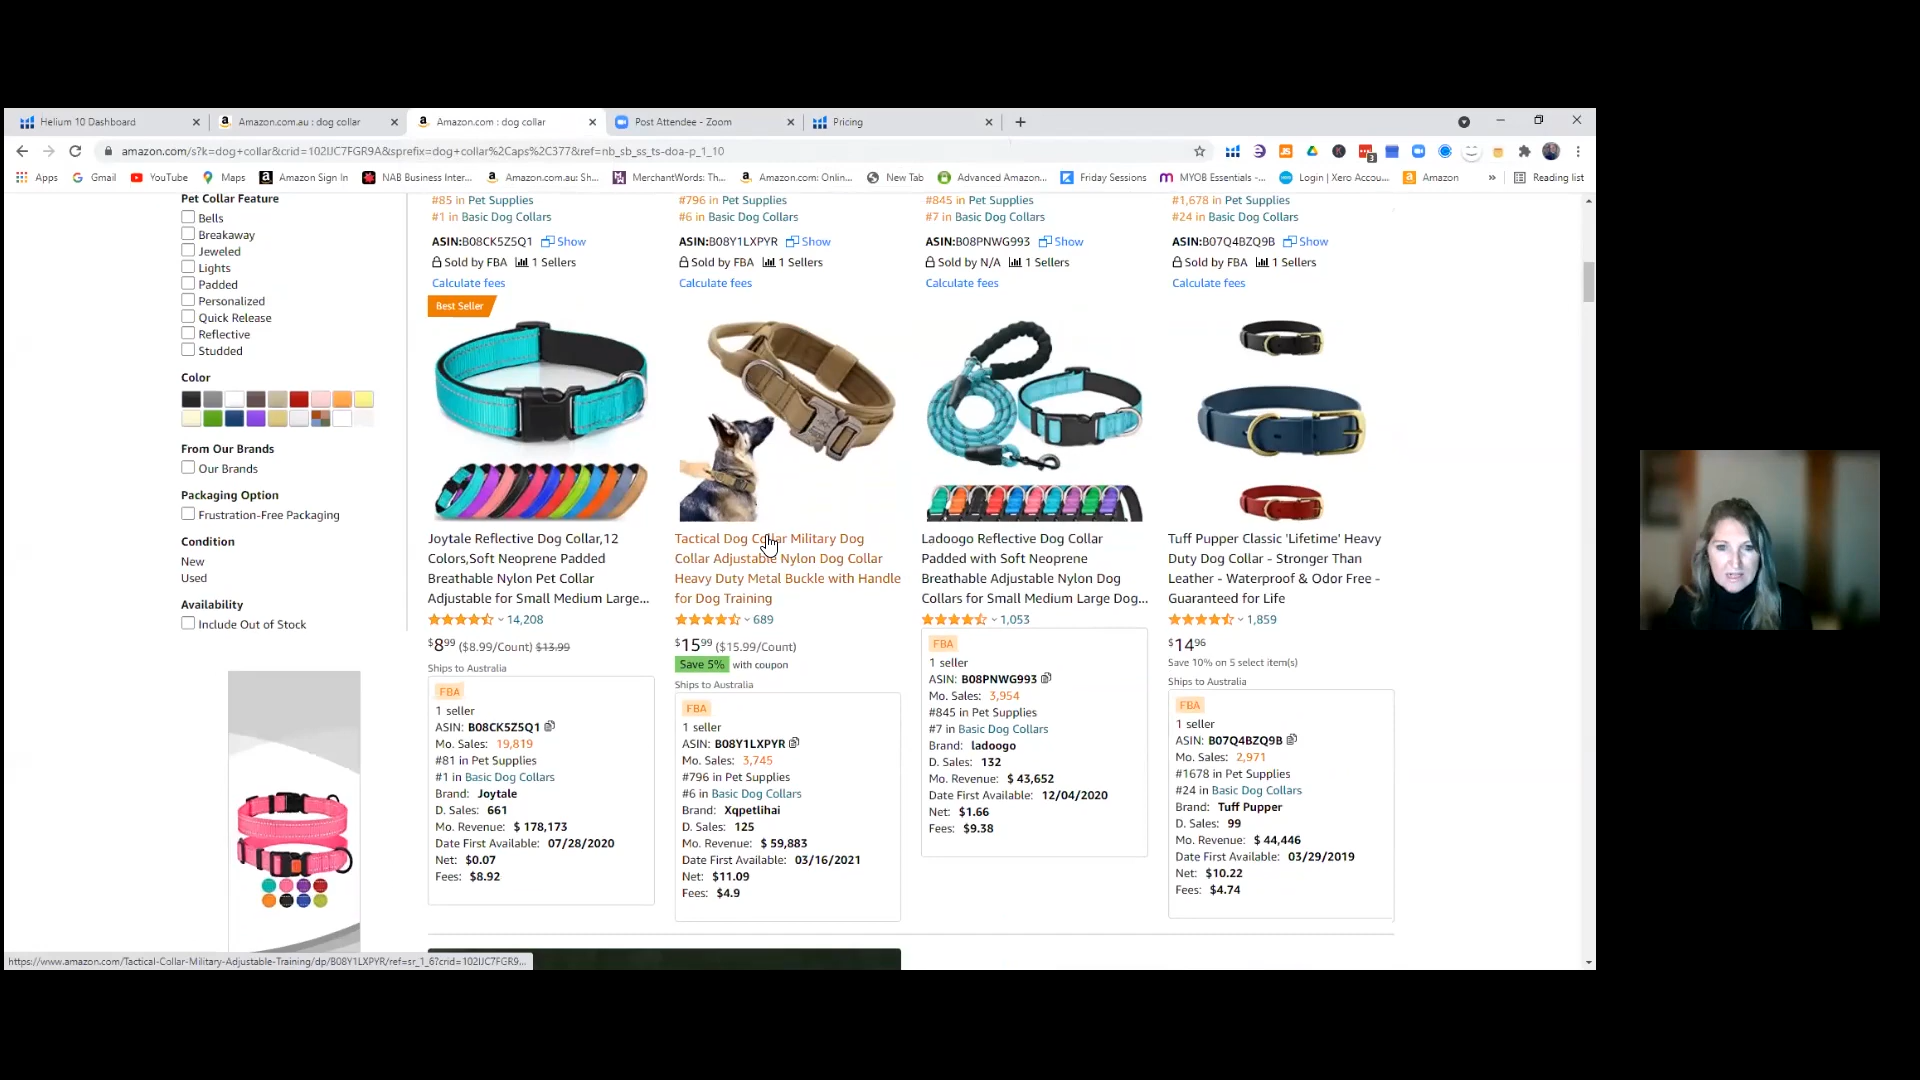 Helium 10 Dashboard
Amazon.com.au : dog collar
Amazon.com : dog collar
Post Attendee - Zoom
Pricing
amazon.com/s?k=dog+collar&crid=102IJC7FGR9A&sprefix=dog+collar%2Caps%2C377&ref=nb_sb_ss_ts-doa-p_1_10
Apps
Gmail
YouTube
Maps
Amazon Sign In
NAB Business Inter...
Amazon.com.au: Sh...
MerchantWords: Th...
Amazon.com: Onlin...
New Tab
Advanced Amazon...
Friday Sessions
MYOB Essentials -...
Login | Xero Accou...
Amazon
»
Reading list
Pet Collar Feature
Bells
Breakaway
Jeweled
Lights
Padded
Personalized
Quick Release
Reflective
Studded
Color
From Our Brands
Our Brands
Packaging Option
Frustration-Free Packaging
Condition
New
Used
Availability
Include Out of Stock
#85 in Pet Supplies
#1 in Basic Dog Collars
ASIN:B08CK5Z5Q1 Show
Sold by FBA 1 Sellers
Calculate fees
Best Seller
Joytale Reflective Dog Collar,12
Colors,Soft Neoprene Padded
Breathable Nylon Pet Collar
Adjustable for Small Medium Large...
14,208
$8.99 ($8.99/Count) $13.99
Ships to Australia
FBA
1 seller
ASIN: B08CK5Z5Q1
Mo. Sales: 19,819
#81 in Pet Supplies
#1 in Basic Dog Collars
Brand: Joytale
D. Sales: 661
Mo. Revenue: $ 178,173
Date First Available: 07/28/2020
Net: $0.07
Fees: $8.92
#796 in Pet Supplies
#6 in Basic Dog Collars
ASIN:B08Y1LXPYR Show
Sold by FBA 1 Sellers
Calculate fees
Tactical Dog Collar Military Dog
Collar Adjustable Nylon Dog Collar
Heavy Duty Metal Buckle with Handle
for Dog Training
689
$15.99 ($15.99/Count)
Save 5% with coupon
Ships to Australia
FBA
1 seller
ASIN: B08Y1LXPYR
Mo. Sales: 3,745
#796 in Pet Supplies
#6 in Basic Dog Collars
Brand: Xqpetlihai
D. Sales: 125
Mo. Revenue: $ 59,883
Date First Available: 03/16/2021
Net: $11.09
Fees: $4.9
#845 in Pet Supplies
#7 in Basic Dog Collars
ASIN:B08PNWG993 Show
Sold by N/A 1 Sellers
Calculate fees
Ladoogo Reflective Dog Collar
Padded with Soft Neoprene
Breathable Adjustable Nylon Dog
Collars for Small Medium Large Dog...
1,053
FBA
1 seller
ASIN: B08PNWG993
Mo. Sales: 3,954
#845 in Pet Supplies
#7 in Basic Dog Collars
Brand: ladoogo
D. Sales: 132
Mo. Revenue: $ 43,652
Date First Available: 12/04/2020
Net: $1.66
Fees: $9.38
#1,678 in Pet Supplies
#24 in Basic Dog Collars
ASIN:B07Q4BZQ9B Show
Sold by FBA 1 Sellers
Calculate fees
Tuff Pupper Classic 'Lifetime' Heavy
Duty Dog Collar - Stronger Than
Leather - Waterproof & Odor Free -
Guaranteed for Life
1,859
$14.96
Save 10% on 5 select item(s)
Ships to Australia
FBA
1 seller
ASIN: B07Q4BZQ9B
Mo. Sales: 2,971
#1678 in Pet Supplies
#24 in Basic Dog Collars
Brand: Tuff Pupper
D. Sales: 99
Mo. Revenue: $ 44,446
Date First Available: 03/29/2019
Net: $10.22
Fees: $4.74
https://www.amazon.com/Tactical-Collar-Military-Adjustable-Training/dp/B08Y1LXPYR/ref=sr_1_6?crid=102IJC7FGR9...